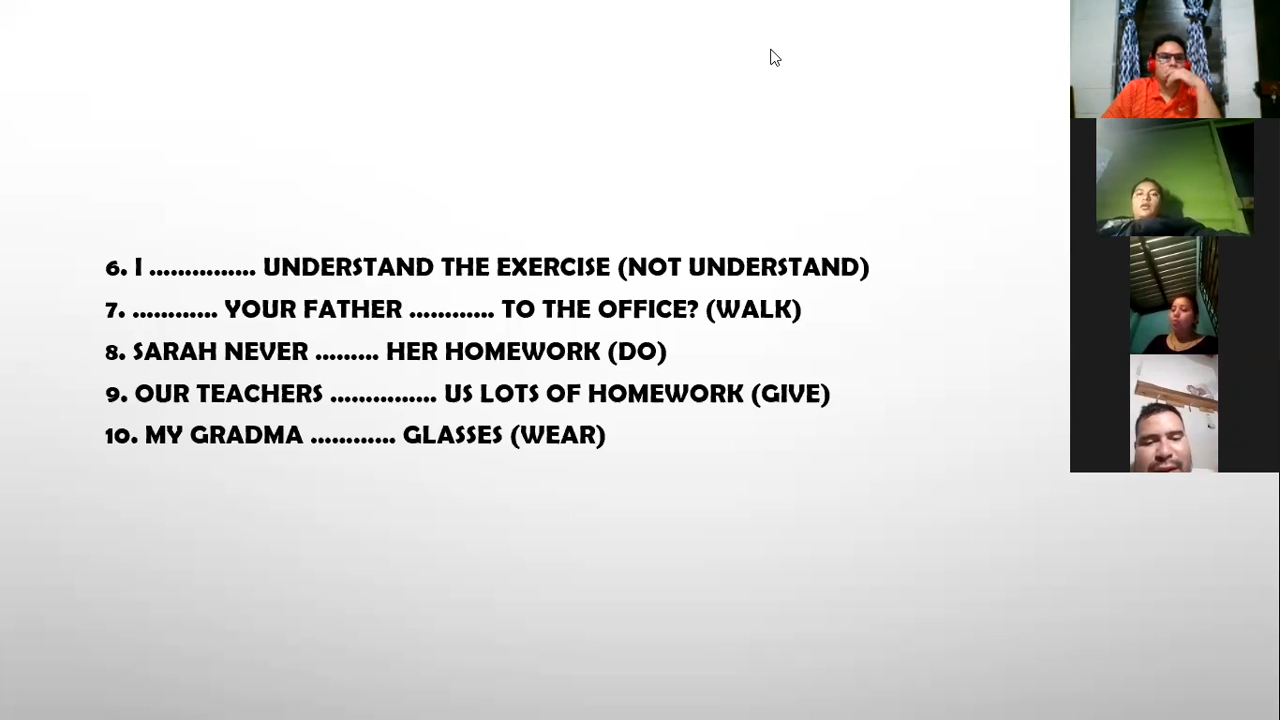 6. I ............... UNDERSTAND THE EXERCISE (NOT UNDERSTAND)
7. ............ YOUR FATHER ............ TO THE OFFICE? (WALK)
8. SARAH NEVER ......... HER HOMEWORK (DO)
9. OUR TEACHERS ............... US LOTS OF HOMEWORK (GIVE)
10. MY GRADMA ............ GLASSES (WEAR)